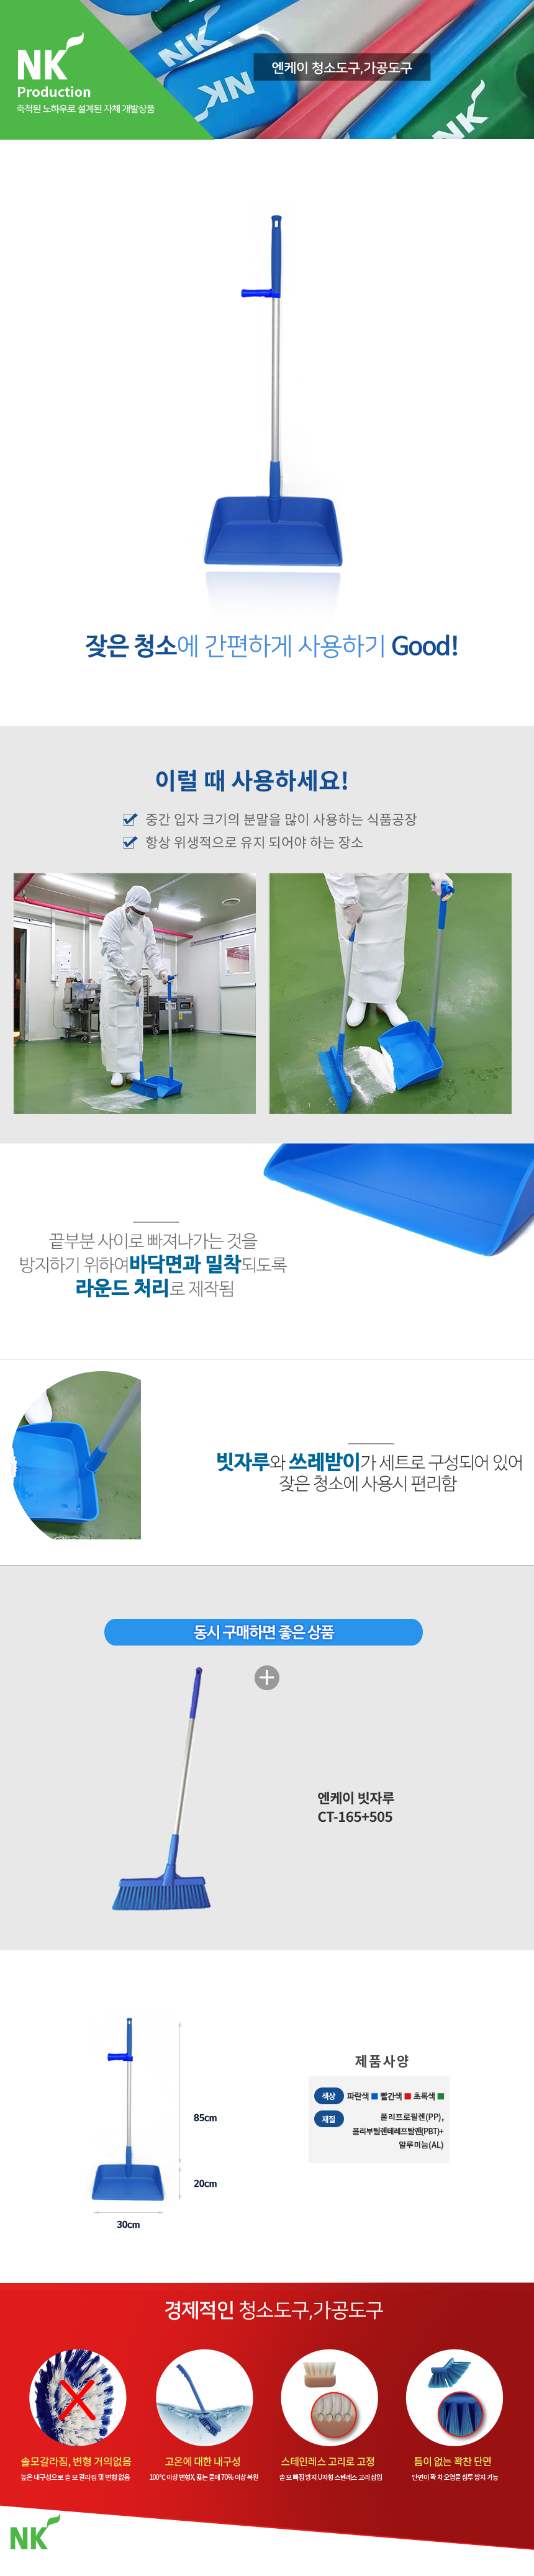 NK
Production
축적된 노하우로 설계된 자체 개발상품
NK
NK
NK
엔케이 청소도구,가공도구
잦은 청소에 간편하게 사용하기 Good!
이럴 때 사용하세요!
중간 입자 크기의 분말을 많이 사용하는 식품공장
항상 위생적으로 유지 되어야 하는 장소
끝부분 사이로 빠져나가는 것을
방지하기 위하여바닥면과 밀착되도록
라운드 처리로 제작됨
빗자루와 쓰레받이가 세트로 구성되어 있어
잦은 청소에 사용시 편리함
동시 구매하면 좋은 상품
엔케이 빗자루
CT-165+505
85cm
20cm
30cm
제품사양
색상 파란색 빨간색 초록색
재질 폴리프로필렌(PP),
폴리부틸렌테레프탈렌(PBT)+
알루미늄(AL)
경제적인 청소도구,가공도구
솔모갈라짐, 변형 거의없음
높은 내구성으로 솔 모 갈라짐 및 변형 없음
고온에 대한 내구성
100℃ 이상 변형X, 끓는 물에 70% 이상 복원
스테인레스 고리로 고정
솔 모 빠짐 방지 U자형 스텐레스 고리 삽입
틈이 없는 꽉찬 단면
단면이 꽉 차 오염물 침투 방지 가능
NK